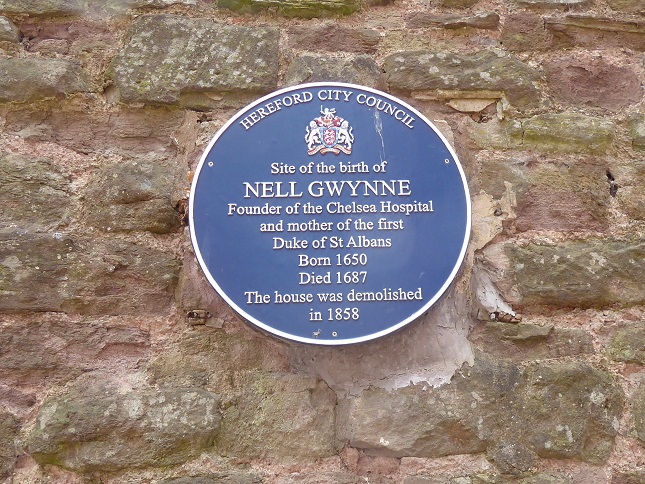 HEREFORD CITY COUNCIL
Site of the birth of
NELL GWYNNE
Founder of the Chelsea Hospital
and mother of the first
Duke of St Albans
Born 1650
Died 1687
The house was demolished
in 1858